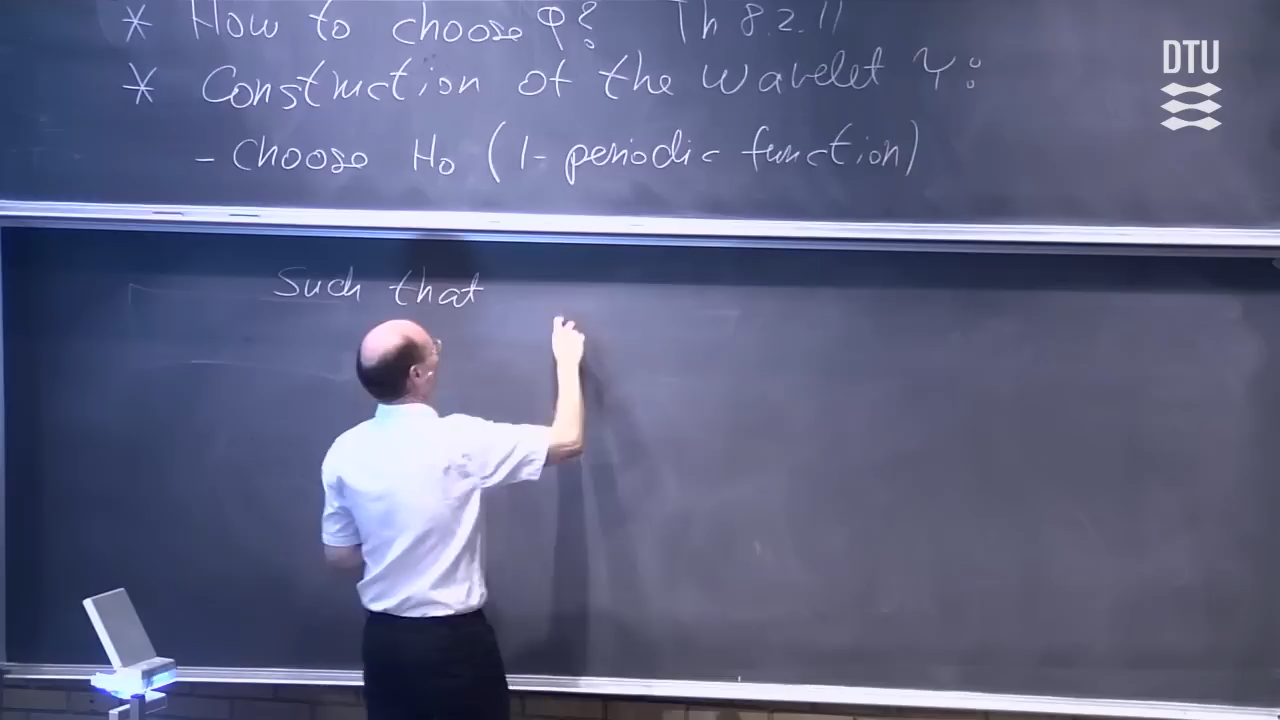 * How to choose φ? Th 8.2.11
* Construction of the wavelet ψ:
- Choose H₀ (1-periodic function)
Such that
DTU